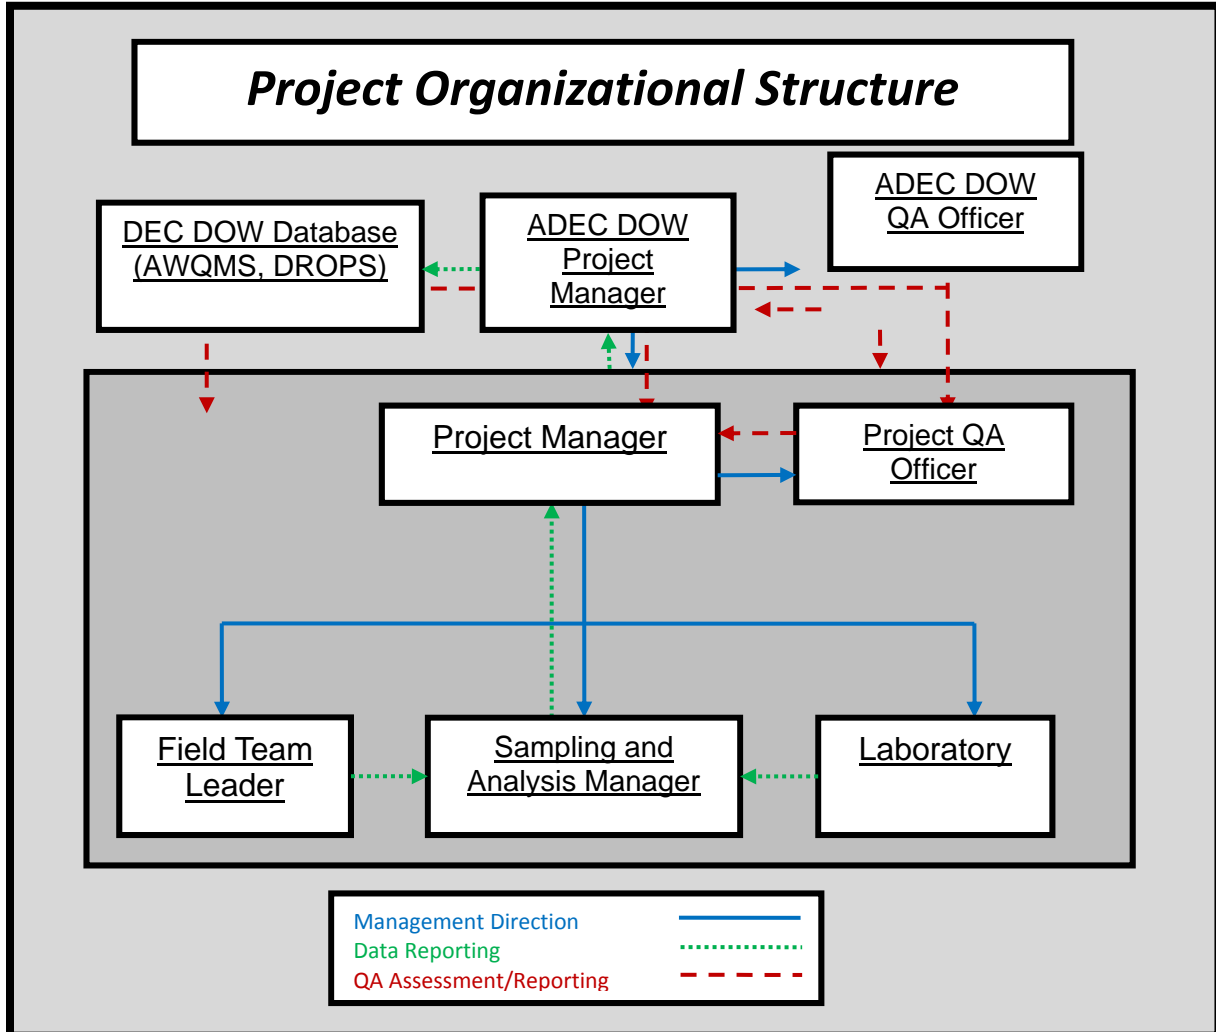 Project Organizational Structure
ADEC DOW
QA Officer
DEC DOW Database
(AWQMS, DROPS)
ADEC DOW
Project
Manager
Project Manager
Project QA
Officer
Field Team
Leader
Sampling and
Analysis Manager
Laboratory
Management Direction
Data Reporting
QA Assessment/Reporting